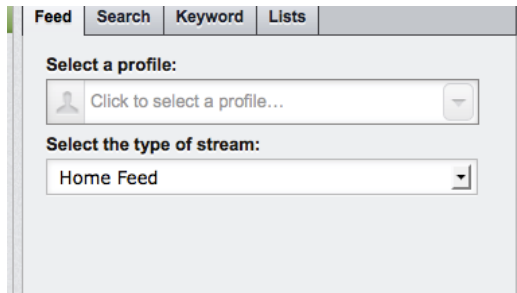 Feed Search Keyword Lists
Select a profile:
Click to select a profile...
Select the type of stream:
Home Feed